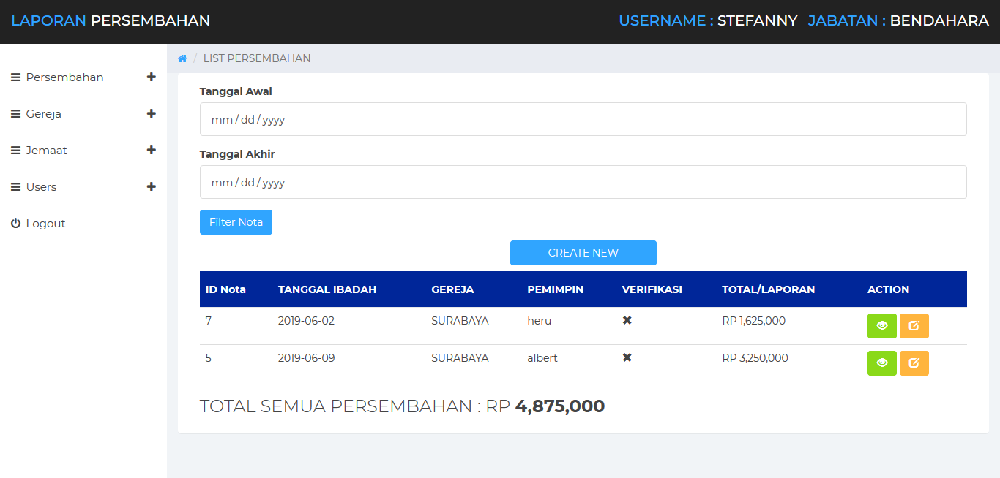 LAPORAN PERSEMBAHAN
USERNAME : STEFANNY JABATAN : BENDAHARA
Persembahan
Gereja
Jemaat
Users
Logout
/ LIST PERSEMBAHAN
Tanggal Awal
mm / dd / yyyy
Tanggal Akhir
mm / dd / yyyy
Filter Nota
CREATE NEW
ID Nota TANGGAL IBADAH GEREJA PEMIMPIN VERIFIKASI TOTAL/LAPORAN ACTION
7 2019-06-02 SURABAYA heru RP 1,625,000
5 2019-06-09 SURABAYA albert RP 3,250,000
TOTAL SEMUA PERSEMBAHAN : RP 4,875,000